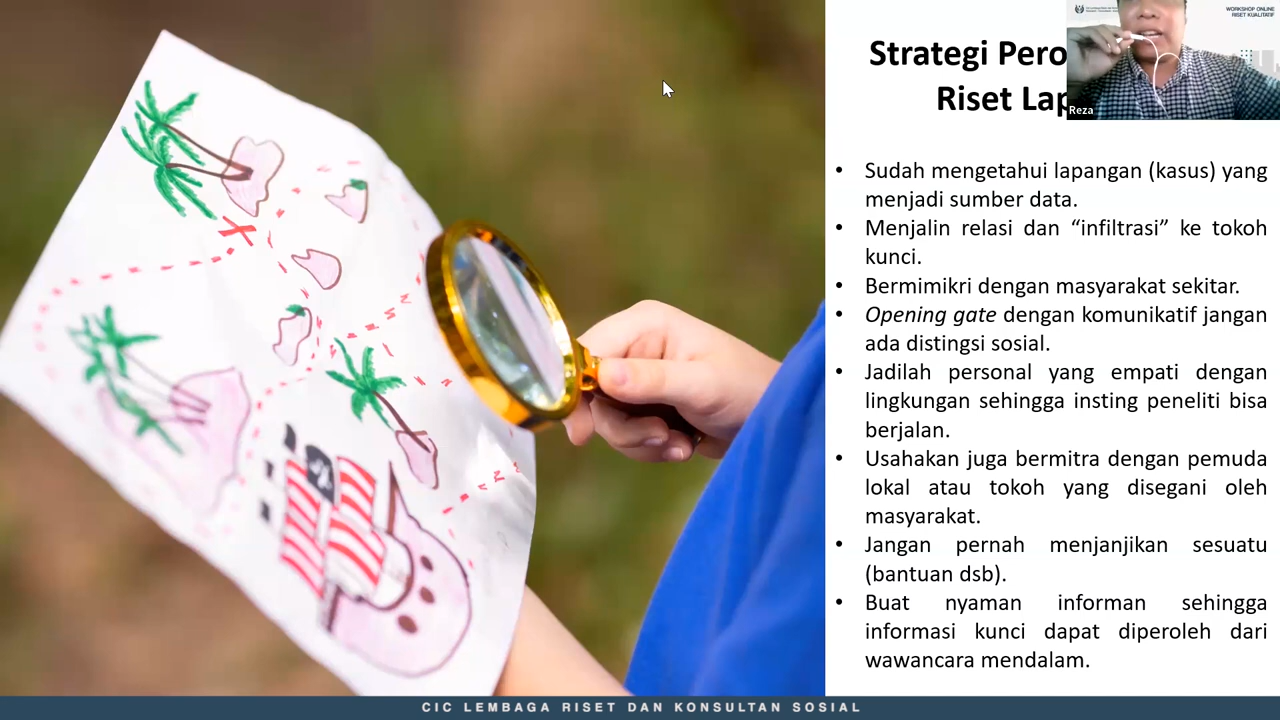 WORKSHOP ONLINE
RISET KUALITATIF
Strategi
Riset
Reza
• Sudah mengetahui lapangan (kasus) yang
menjadi sumber data.
• Menjalin relasi dan “infiltrasi” ke tokoh
kunci.
• Bermimikri dengan masyarakat sekitar.
• Opening gate dengan komunikatif jangan
ada distingsi sosial.
• Jadilah personal yang empati dengan
lingkungan sehingga insting peneliti bisa
berjalan.
• Usahakan juga bermitra dengan pemuda
lokal atau tokoh yang disegani oleh
masyarakat.
• Jangan pernah menjanjikan sesuatu
(bantuan dsb).
• Buat nyaman informan sehingga
informasi kunci dapat diperoleh dari
wawancara mendalam.
CIC LEMBAGA RISET DAN KONSULTAN SOSIAL